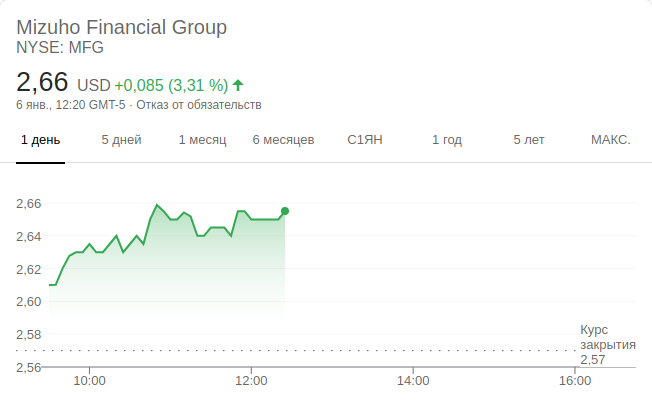 Mizuho Financial Group
NYSE: MFG
2,66 USD +0,085 (3,31 %)
6 янв., 12:20 GMT-5 · Отказ от обязательств
1 день 5 дней 1 месяц 6 месяцев С1ЯН 1 год 5 лет МАКС.
2,66
2,64
2,62
2,60
2,58
Курс
закрытия
2,57
2,56
10:00 12:00 14:00 16:00